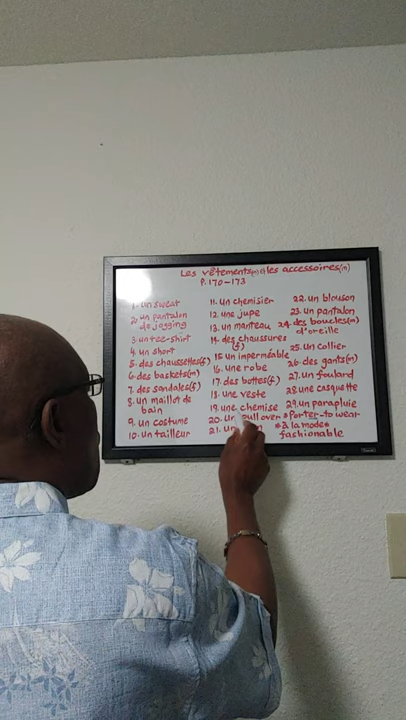 Les vêtements(m) et les accessoires(m)
P. 170-173
1. un sweat
2. un pantalon
de jogging
3. un tee-shirt
4. un short
5. des chaussettes(f)
6. des baskets(m)
7. des sandales(f)
8. un maillot de
bain
9. un costume
10. un tailleur
11. un chemisier
12. une jupe
13. un manteau
14. des chaussures
(f)
15. un imperméable
16. une robe
17. des bottes(f)
18. une veste
19. une chemise
20. un pullover
21. un
22. un blouson
23. un pantalon
24. des boucles(m)
d'oreille
25. un collier
26. des gants(m)
27. un foulard
28. une casquette
29. un parapluie
*Porter-to wear
*à la mode*
fashionable